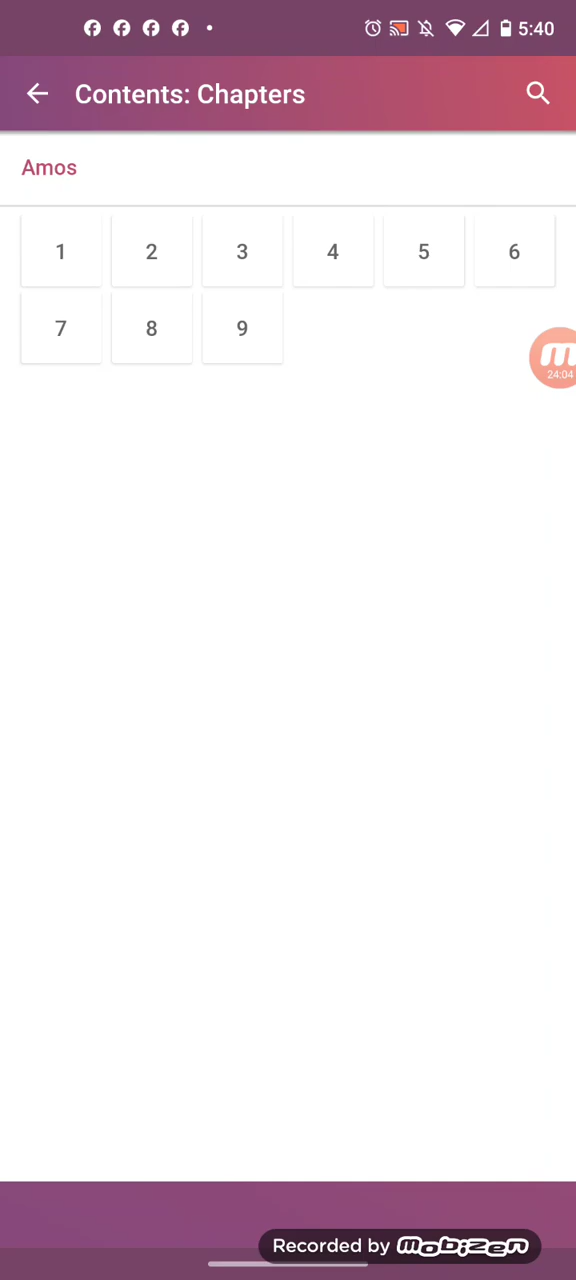 5:40
Contents: Chapters
Amos
1 2 3 4 5 6
7 8 9
m
24:04
Recorded by mobizen